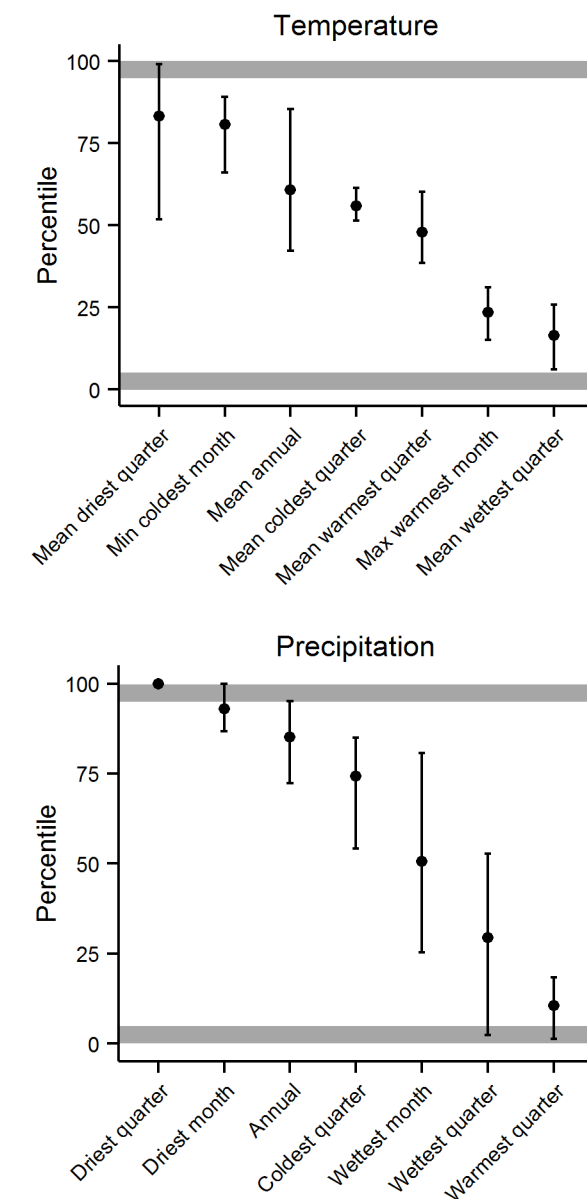 Temperature
100
75
50
25
0
Percentile
Mean driest quarter
Min coldest month
Mean annual
Mean coldest quarter
Mean warmest quarter
Max warmest month
Mean wettest quarter
Precipitation
100
75
50
25
0
Percentile
Driest quarter
Driest month
Annual
Coldest quarter
Wettest month
Wettest quarter
Warmest quarter